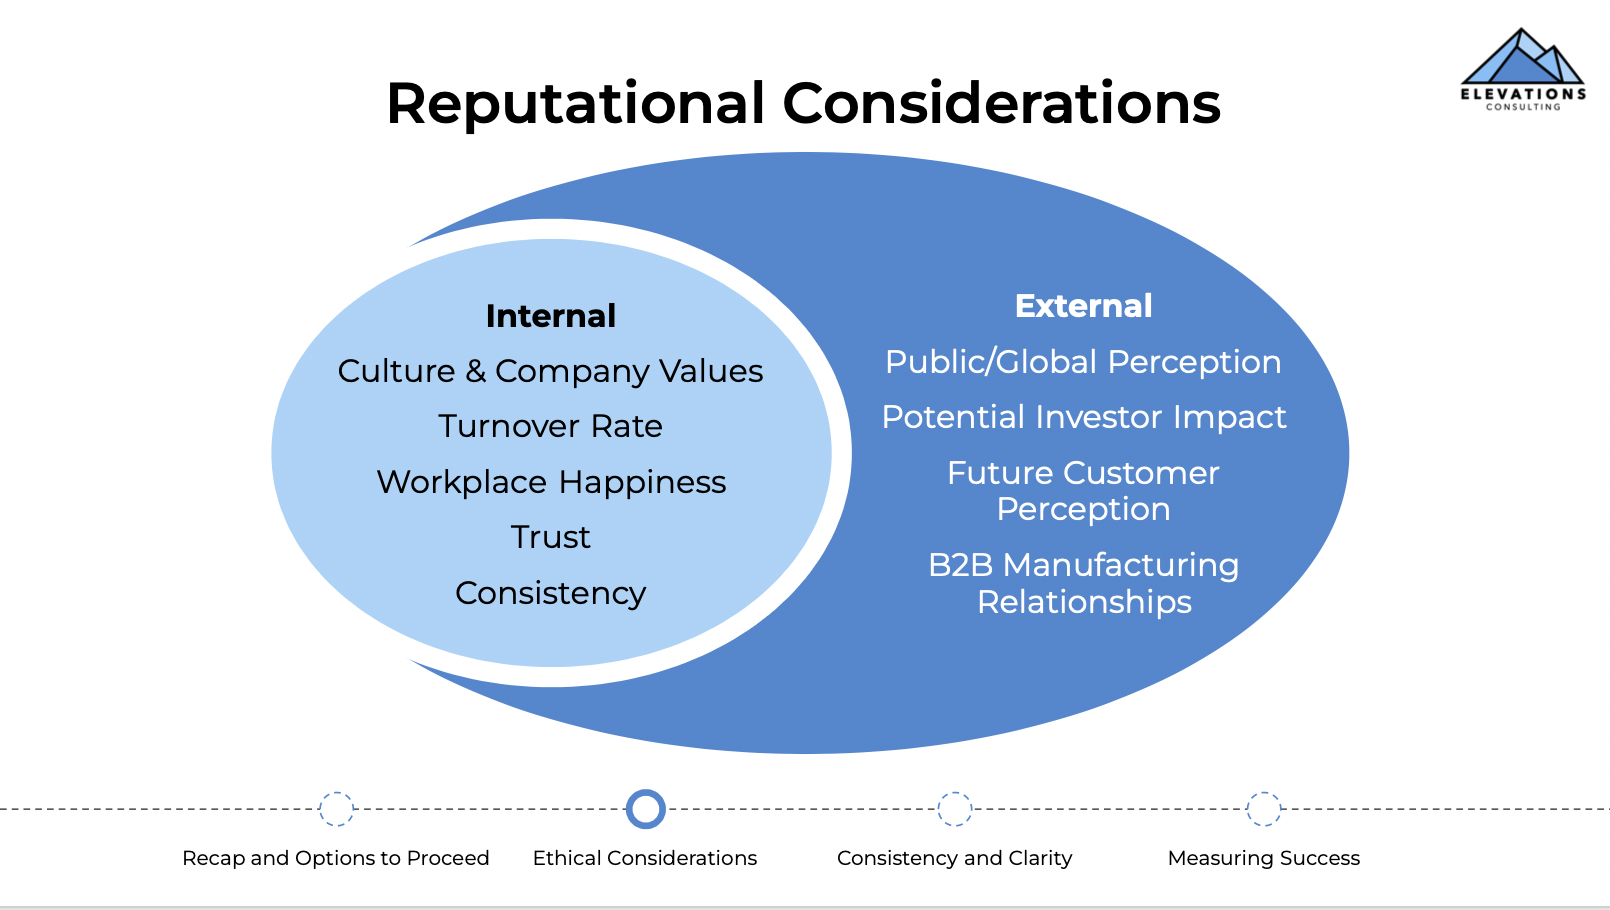 Reputational Considerations
ELEVATIONS
CONSULTING
Internal
Culture & Company Values
Turnover Rate
Workplace Happiness
Trust
Consistency
External
Public/Global Perception
Potential Investor Impact
Future Customer
Perception
B2B Manufacturing
Relationships
Recap and Options to Proceed
Ethical Considerations
Consistency and Clarity
Measuring Success